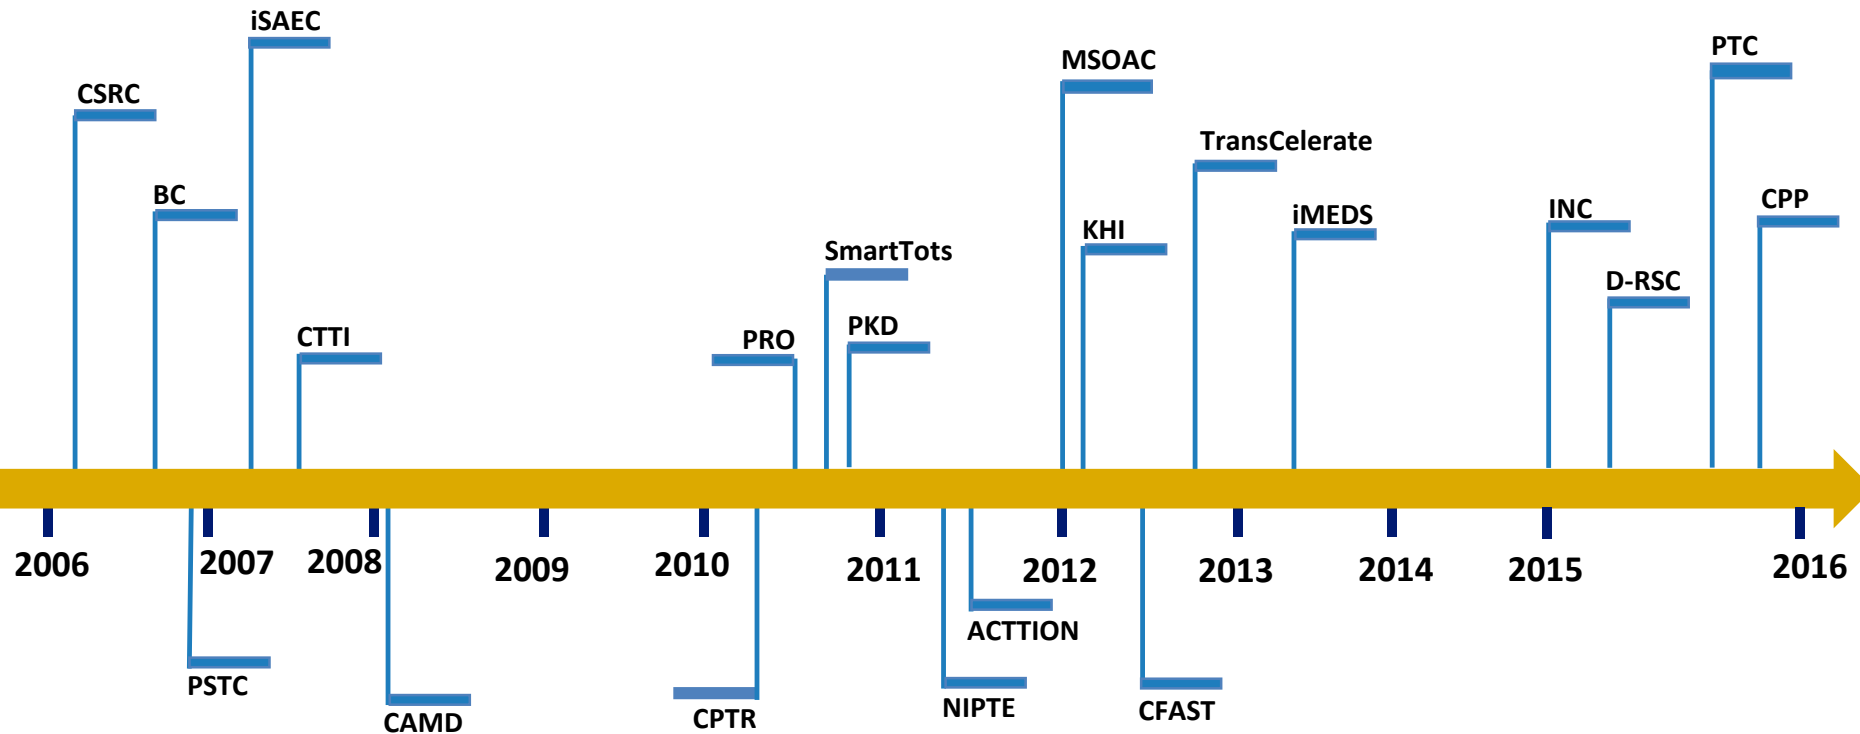 iSAEC
CSRC
BC
CTTI
PRO
SmartTots
PKD
MSOAC
KHI
TransCelerate
iMEDS
INC
D-RSC
PTC
CPP
2006
2007
2008
2009
2010
2011
2012
2013
2014
2015
2016
PSTC
CAMD
CPTR
NIPTE
ACTTION
CFAST